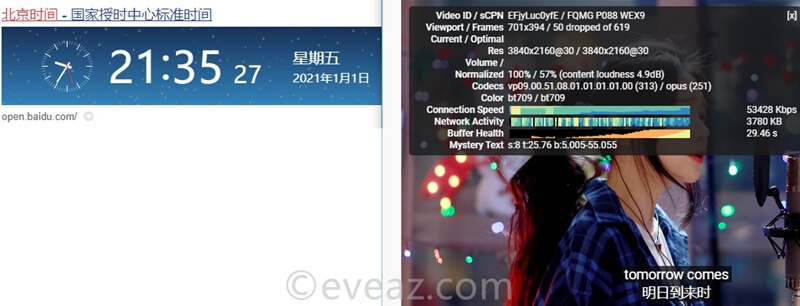 北京时间 - 国家授时中心标准时间
21:35 27
星期五
2021年1月1日
open.baidu.com/
Video ID / sCPN EFjyLuc0yfE / FQMG P088 WEX9 [x]
Viewport / Frames 701x394 / 50 dropped of 619
Current / Optimal
Res 3840x2160@30 / 3840x2160@30
Volume /
Normalized 100% / 57% (content loudness 4.9dB)
Codecs vp09.00.51.08.01.01.01.01.00 (313) / opus (251)
Color bt709 / bt709
Connection Speed 53428 Kbps
Network Activity 3780 KB
Buffer Health 29.46 s
Mystery Text s:8 t:25.76 b:5.005-55.055
tomorrow comes
明日到来时
©eveaz.com